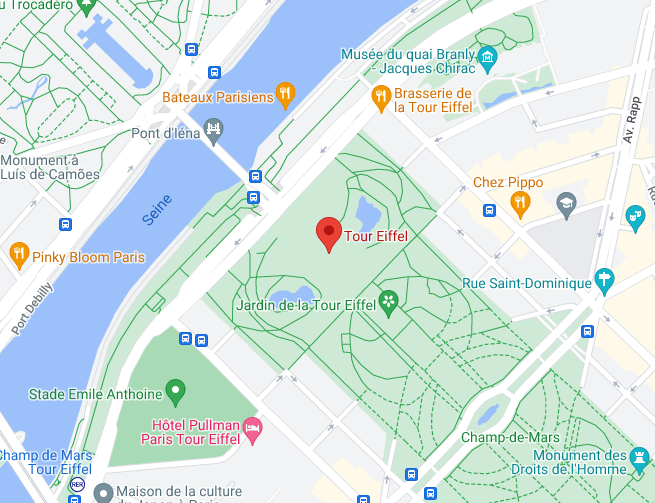 Trocadéro
Musée du quai Branly
Jacques Chirac
Bateaux Parisiens
Brasserie de
la Tour Eiffel
Av. Rapp
Pont d'Iéna
Monument à
Luís de Camões
Chez Pippo
Seine
Tour Eiffel
Pinky Bloom Paris
Rue Saint-Dominique
Port Debilly
Jardin de la Tour Eiffel
Stade Emile Anthoine
Hôtel Pullman
Paris Tour Eiffel
Champ de Mars
Tour Eiffel
Champ-de-Mars
Monument des
Droits de l'Homme
RER
Maison de la culture
du Japon à Paris